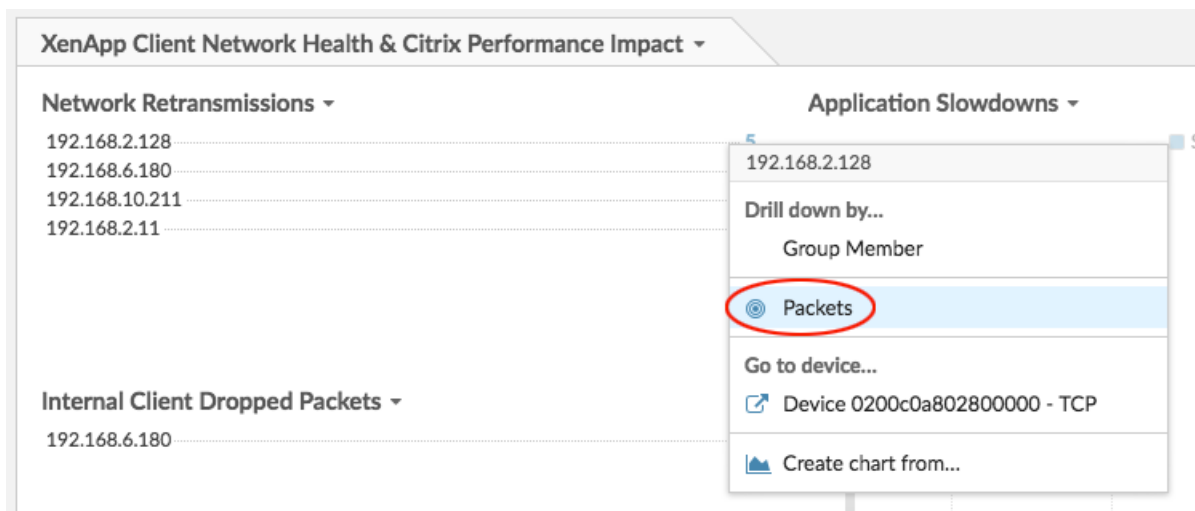 XenApp Client Network Health & Citrix Performance Impact
Network Retransmissions
Application Slowdowns
192.168.2.128
5
192.168.6.180
192.168.10.211
192.168.2.11
192.168.2.128
Drill down by...
Group Member
Packets
Go to device...
Device 0200c0a802800000 - TCP
Create chart from...
Internal Client Dropped Packets
192.168.6.180